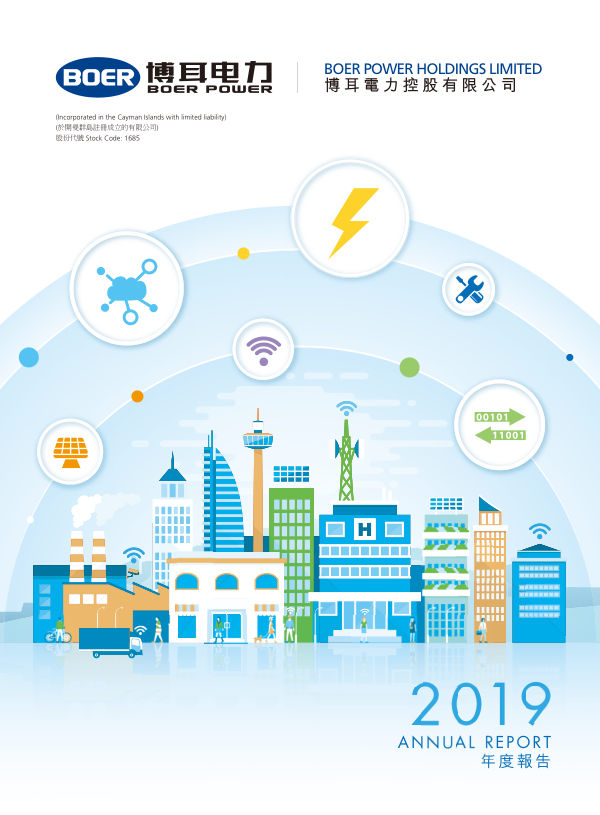 BOER 博耳电力
BOER POWER
BOER POWER HOLDINGS LIMITED
博耳電力控股有限公司
(Incorporated in the Cayman Islands with limited liability)
(於開曼群島註冊成立的有限公司)
股份代號 Stock Code: 1685
00101
11001
H
2019
ANNUAL REPORT
年度報告